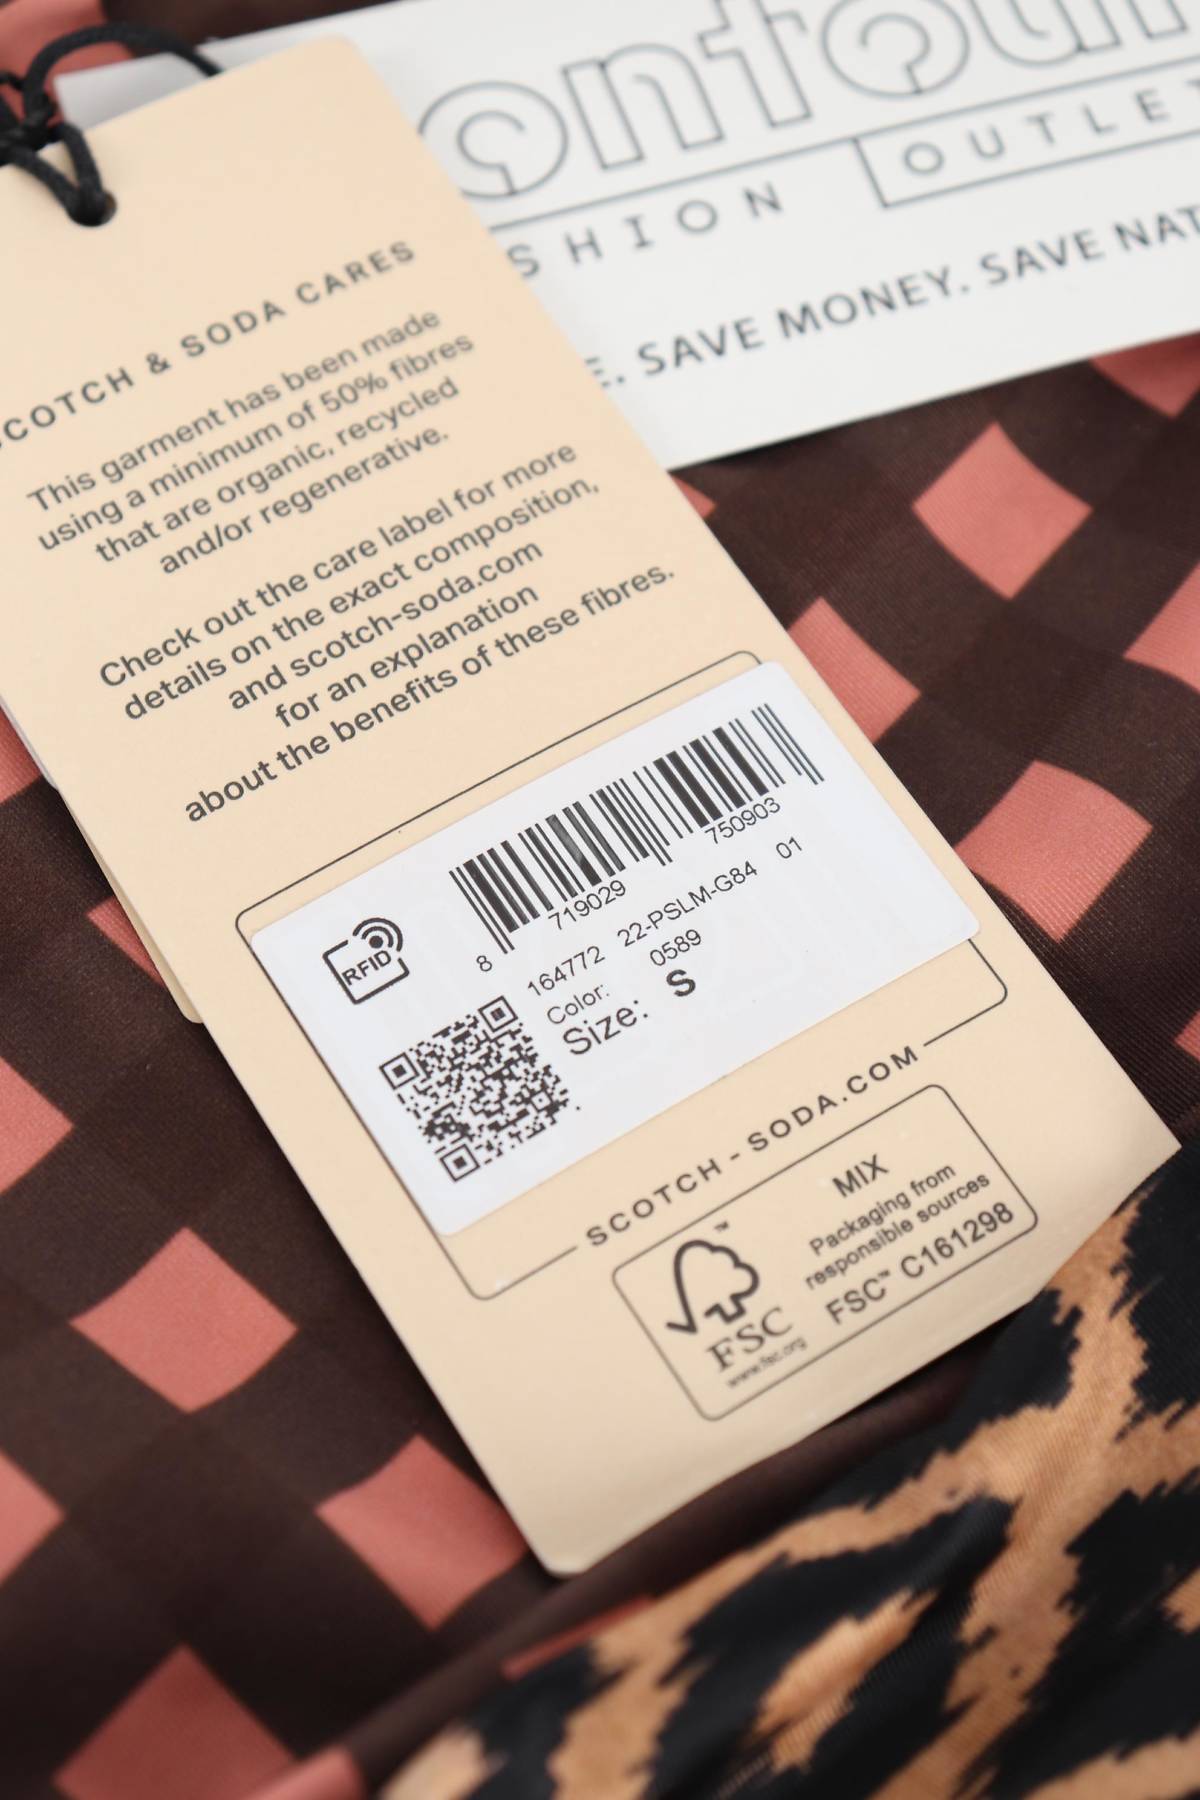 OUTLET
SHION
SAVE MONEY. SAVE
SCOTCH & SODA CARES
This garment has been made
using a minimum of 50% fibres
that are organic, recycled
and/or regenerative.
Check out the care label for more
details on the exact composition,
and scotch-soda.com
for an explanation
about the benefits of these fibres.
RFID
8 719029 750903
164772 22-PSLM-G84 01
Color: 0589
Size: S
SCOTCH - SODA.COM
MIX
Packaging from
responsible sources
FSC™ C161298
™
FSC
www.fsc.org